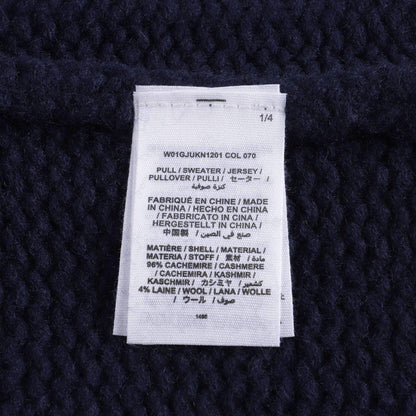 1/4
W01GJUKN1201 COL 070
PULL / SWEATER / JERSEY /
PULLOVER / PULLI / セーター /
كنزة صوفية
FABRIQUÉ EN CHINE / MADE
IN CHINA / HECHO EN CHINA
/ FABBRICATO IN CHINA /
HERGESTELLT IN CHINA /
中国製 / صنع في الصين /
MATIÈRE / SHELL / MATERIAL /
MATERIA / STOFF / 素材 / مادة
96% CACHEMIRE / CASHMERE
/ CACHEMIRA / KASHMIR /
KASCHMIR / カシミヤ / كشمير
4% LAINE / WOOL / LANA / WOLLE
/ ウール / صوف /
1495